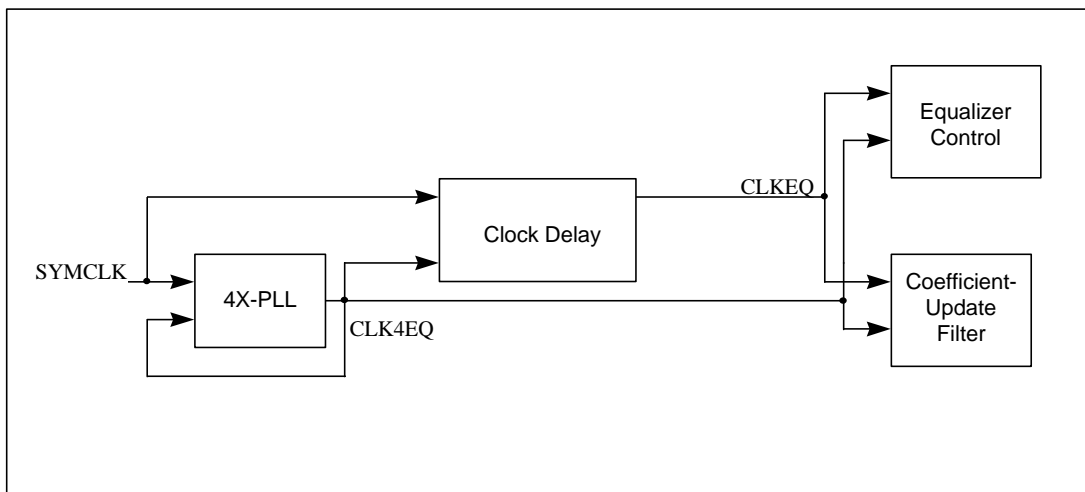 Equalizer
Control
CLKEQ
Clock Delay
SYMCLK
4X-PLL
CLK4EQ
Coefficient-
Update
Filter